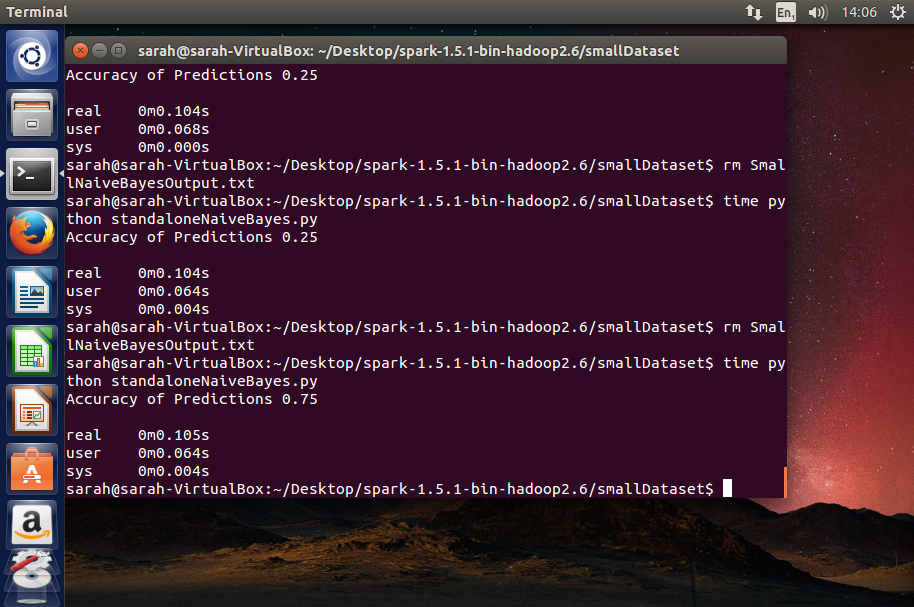 Terminal
En1
14:06
sarah@sarah-VirtualBox: ~/Desktop/spark-1.5.1-bin-hadoop2.6/smallDataset
Accuracy of Predictions 0.25
real 0m0.104s
user 0m0.068s
sys 0m0.000s
sarah@sarah-VirtualBox:~/Desktop/spark-1.5.1-bin-hadoop2.6/smallDataset$ rm Smal
lNaiveBayesOutput.txt
sarah@sarah-VirtualBox:~/Desktop/spark-1.5.1-bin-hadoop2.6/smallDataset$ time py
thon standaloneNaiveBayes.py
Accuracy of Predictions 0.25
real 0m0.104s
user 0m0.064s
sys 0m0.004s
sarah@sarah-VirtualBox:~/Desktop/spark-1.5.1-bin-hadoop2.6/smallDataset$ rm Smal
lNaiveBayesOutput.txt
sarah@sarah-VirtualBox:~/Desktop/spark-1.5.1-bin-hadoop2.6/smallDataset$ time py
thon standaloneNaiveBayes.py
Accuracy of Predictions 0.75
real 0m0.105s
user 0m0.064s
sys 0m0.004s
sarah@sarah-VirtualBox:~/Desktop/spark-1.5.1-bin-hadoop2.6/smallDataset$